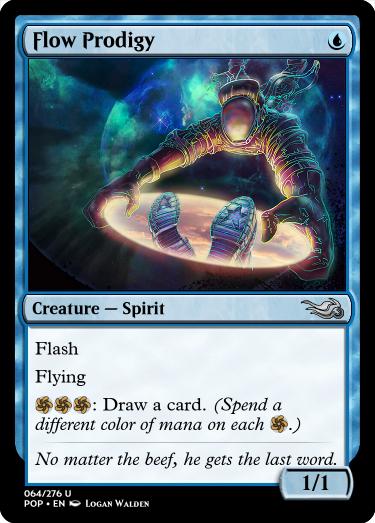 Flow Prodigy
Creature — Spirit
Flash
Flying
: Draw a card. (Spend a
different color of mana on each .)
No matter the beef, he gets the last word.
1/1
064/276 U
POP • EN Logan Walden